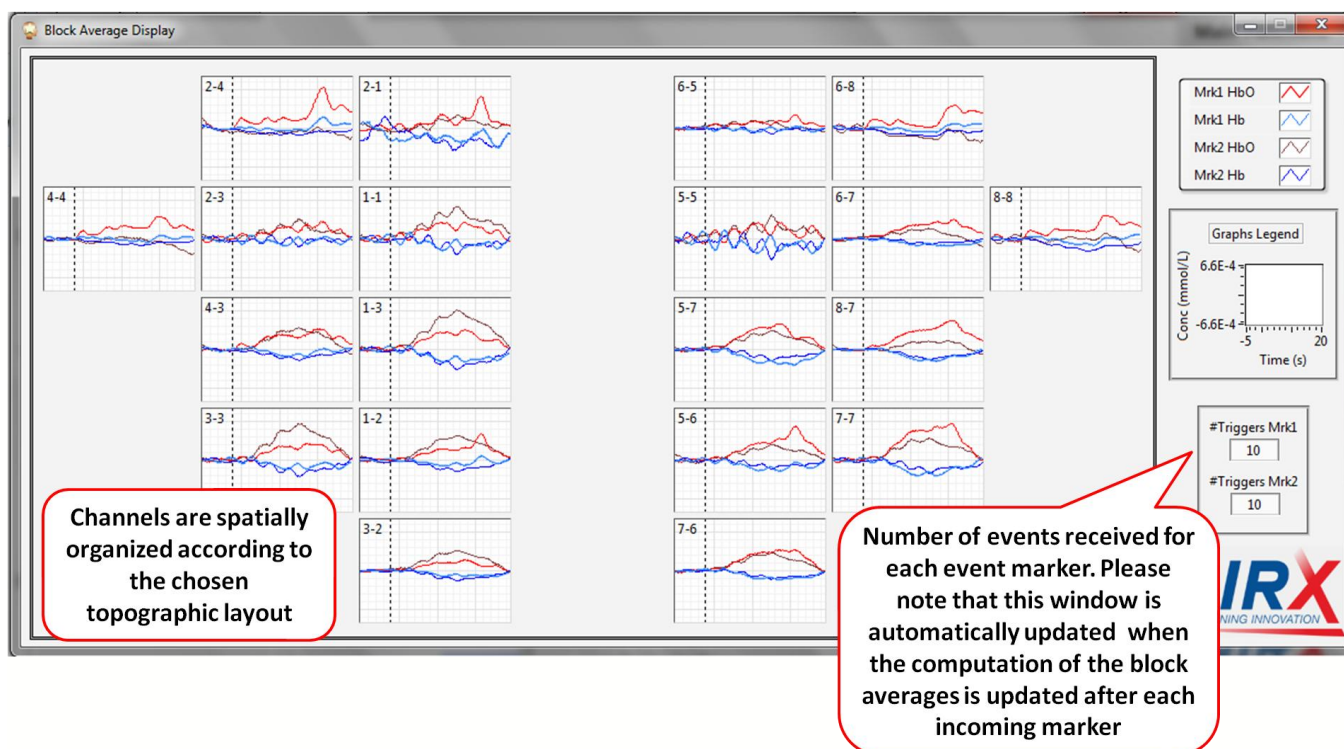 Block Average Display
2-4
2-1
6-5
6-8
4-4
2-3
1-1
5-5
6-7
8-8
4-3
1-3
5-7
8-7
3-3
1-2
5-6
7-7
3-2
7-6
Mrk1 HbO
Mrk1 Hb
Mrk2 HbO
Mrk2 Hb
Graphs Legend
Conc (mmol/L)
6.6E-4
-6.6E-4
-5
20
Time (s)
#Triggers Mrk1
10
#Triggers Mrk2
10
Channels are spatially
organized according to
the chosen
topographic layout
Number of events received for
each event marker. Please
note that this window is
automatically updated when
the computation of the block
averages is updated after each
incoming marker
IRX
NING INNOVATION